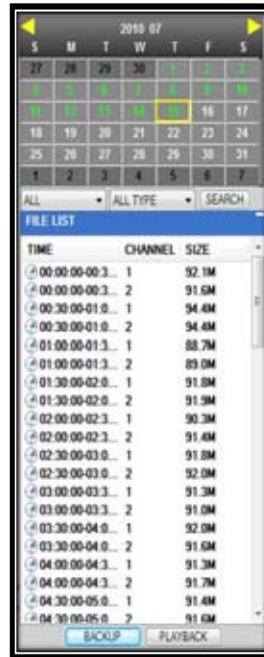 2010 07
S M T W T F S
27 28 29 30 1 2 3
4 5 6 7 8 9 10
11 12 13 14 15 16 17
18 19 20 21 22 23 24
25 26 27 28 29 30 31
1 2 3 4 5 6 7
ALL ALL TYPE SEARCH
FILE LIST
TIME CHANNEL SIZE
00:00:00-00:3... 1 92.1M
00:00:00-00:3... 2 91.6M
00:30:00-01:0... 1 94.4M
00:30:00-01:0... 2 94.4M
01:00:00-01:3... 1 88.7M
01:00:00-01:3... 2 89.0M
01:30:00-02:0... 1 91.8M
01:30:00-02:0... 2 91.9M
02:00:00-02:3... 1 90.3M
02:00:00-02:3... 2 91.4M
02:30:00-03:0... 1 91.8M
02:30:00-03:0... 2 92.0M
03:00:00-03:3... 1 91.3M
03:00:00-03:3... 2 91.0M
03:30:00-04:0... 1 92.0M
03:30:00-04:0... 2 91.6M
04:00:00-04:3... 1 91.3M
04:00:00-04:3... 2 91.7M
04:30:00-05:0... 1 91.4M
04:30:00-05:0... 2 91.6M
BACKUP PLAYBACK